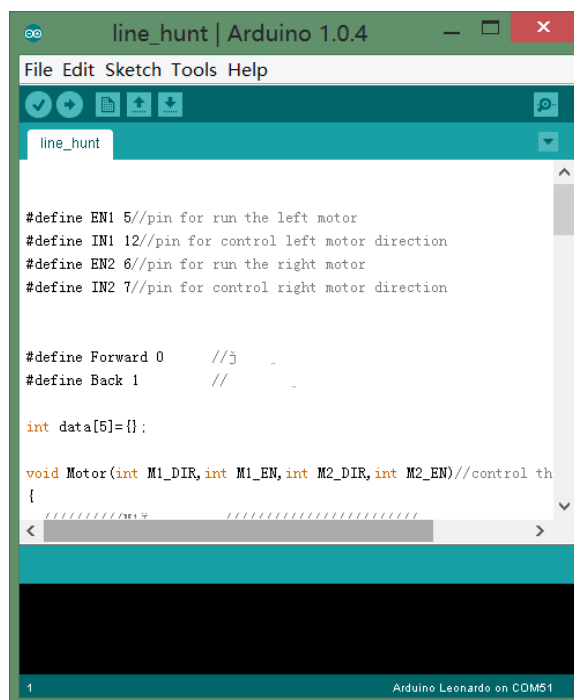 line_hunt | Arduino 1.0.4
File Edit Sketch Tools Help
line_hunt
#define EN1 5//pin for run the left motor
#define IN1 12//pin for control left motor direction
#define EN2 6//pin for run the right motor
#define IN2 7//pin for control right motor direction
#define Forward 0 //
#define Back 1 //
int data[5]={};
void Motor(int M1_DIR,int M1_EN,int M2_DIR,int M2_EN)//control th
{
1
Arduino Leonardo on COM51